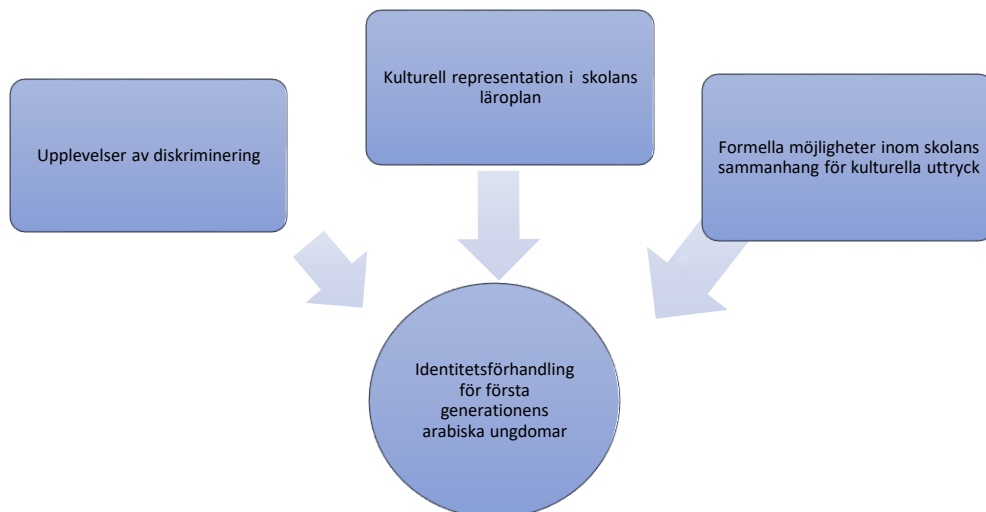 Upplevelser av diskriminering
Kulturell representation i skolans
läroplan
Formella möjligheter inom skolans
sammanhang för kulturella uttryck
Identitetsförhandling
för första
generationens
arabiska ungdomar